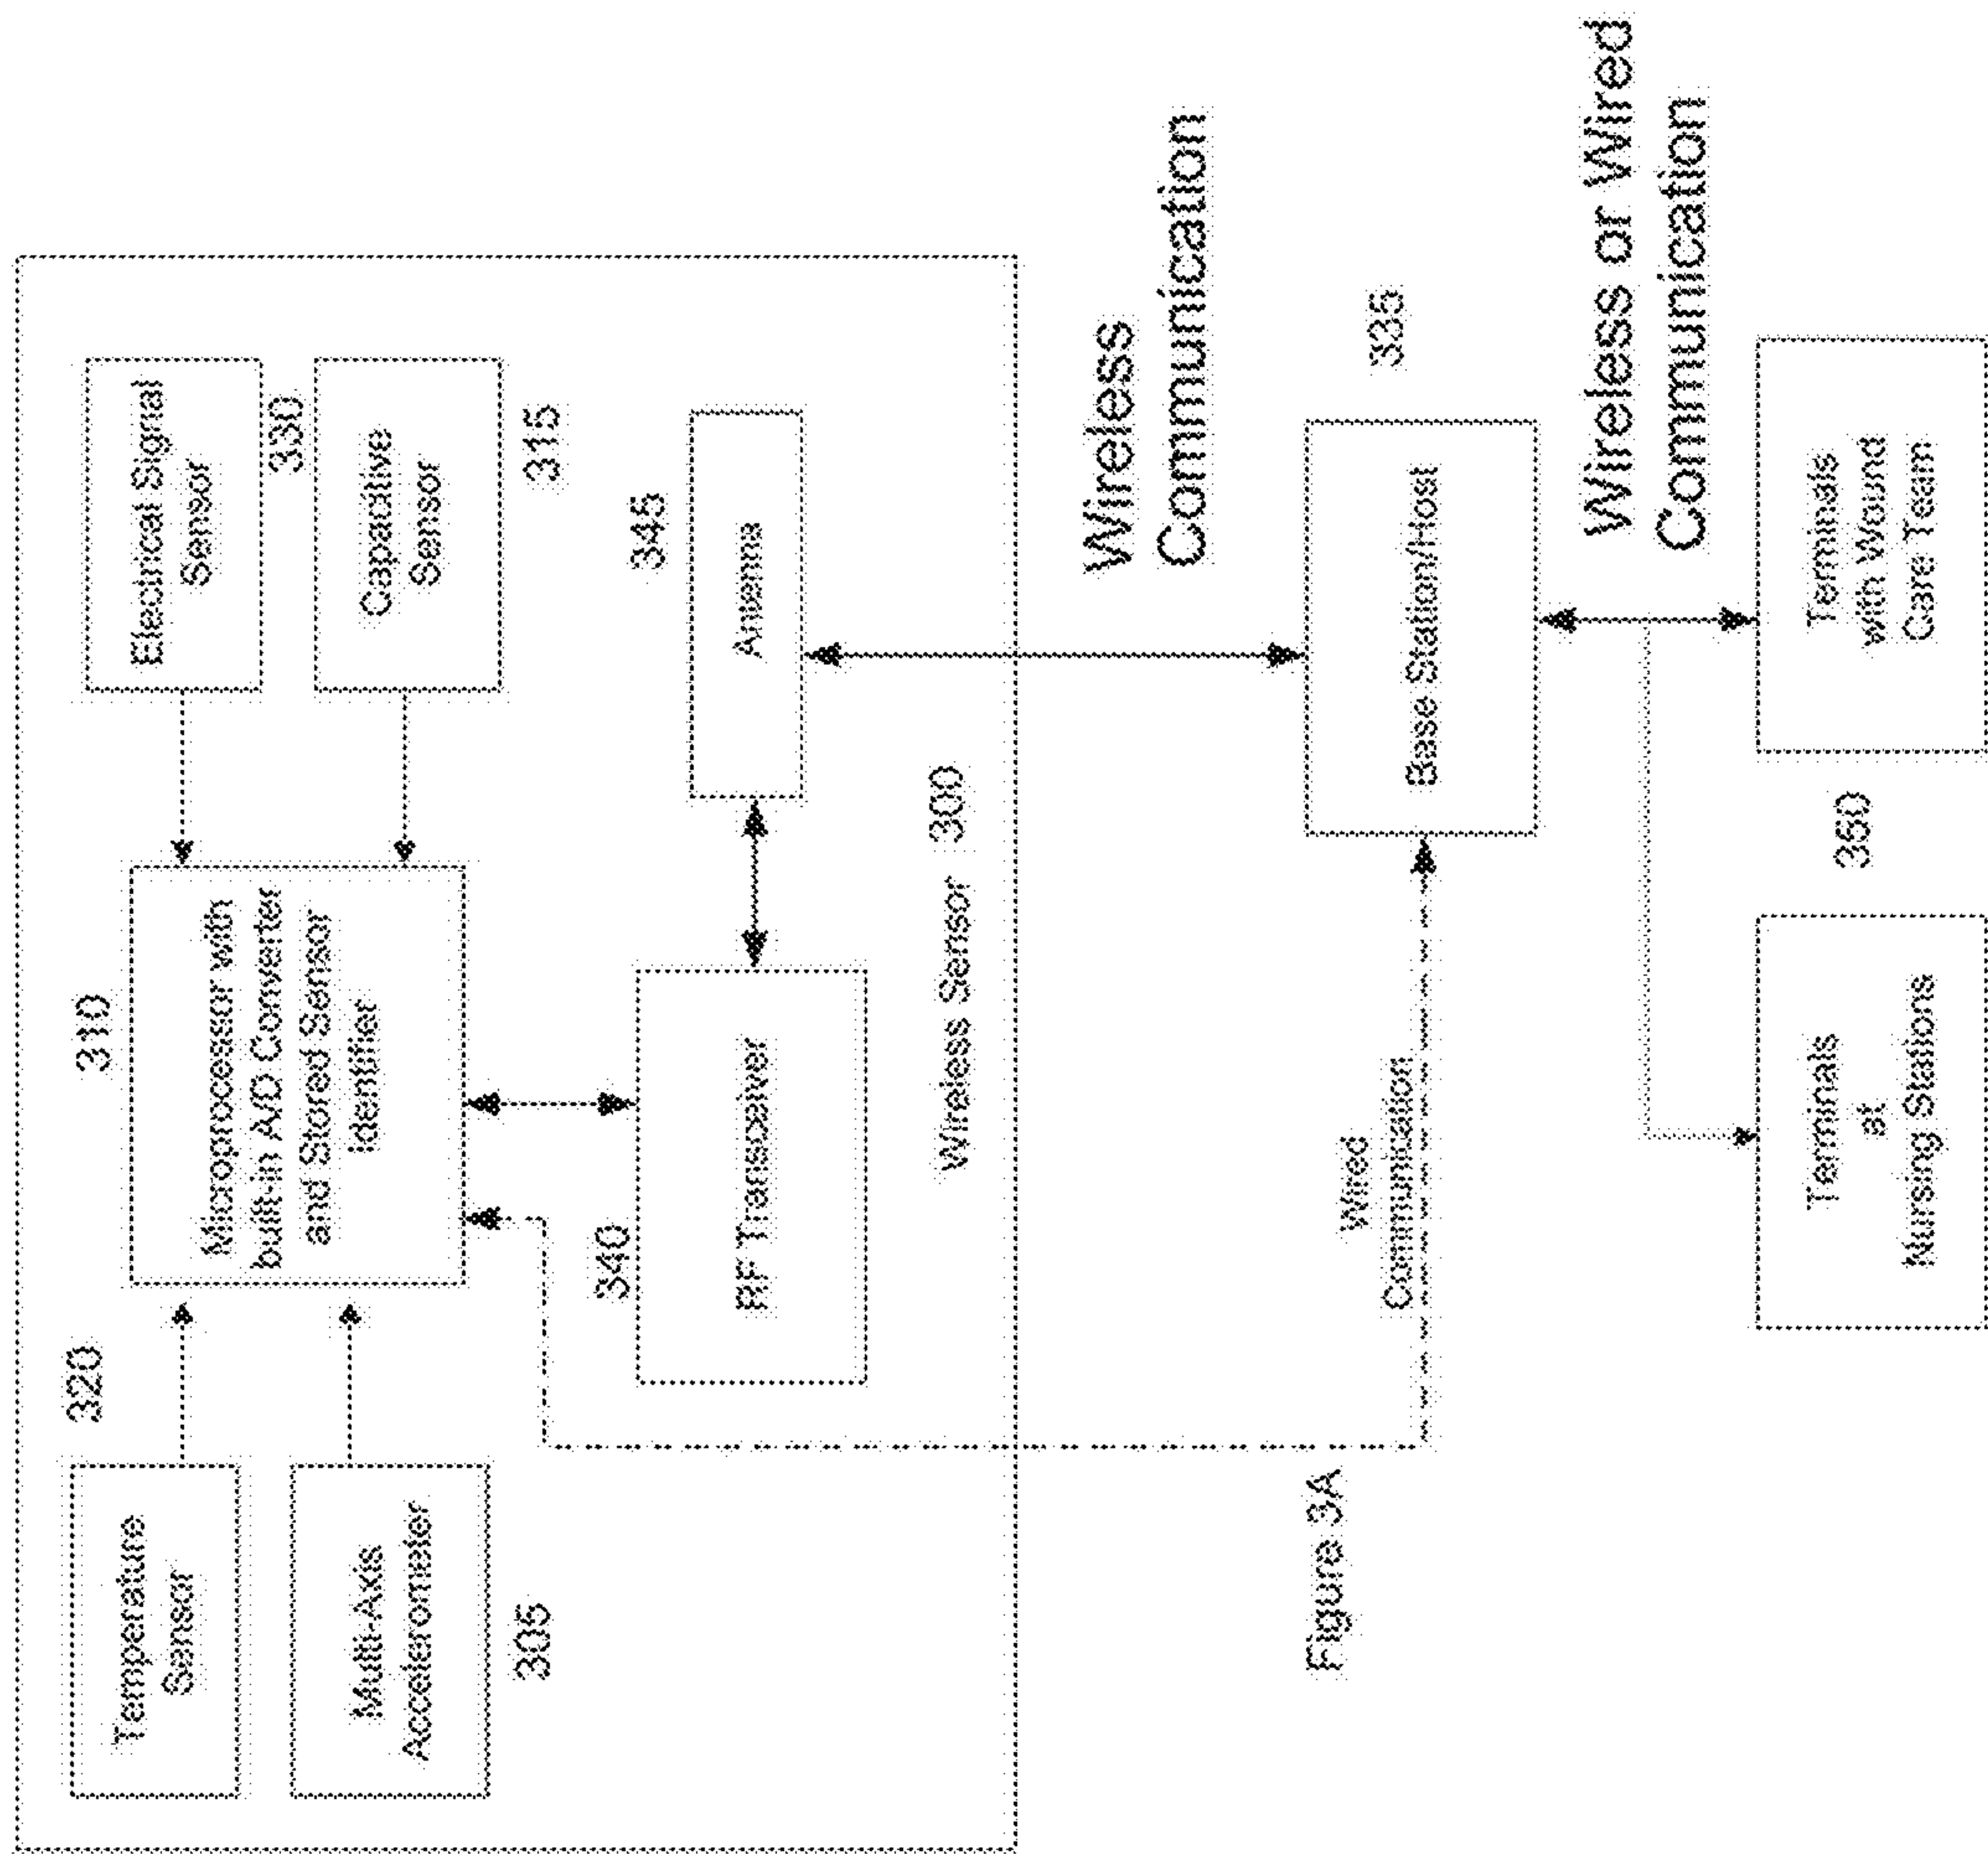 Temperature
Sensor
320
Multi-Axis
Accelerometer
305
310
Microprocessor with
built-in A/D Converter
and Stored Sensor
Identifier
Electrical Signal
Sensor
330
Capacitive
Sensor
315
340
RF Transceiver
345
Antenna
Wireless Sensor 300
Wireless
Communication
Figure 3A
Wired
Communication
335
Base Station/Host
Wireless or Wired
Communication
Terminals
at
Nursing Stations
360
Terminals
with Wound
Care Team